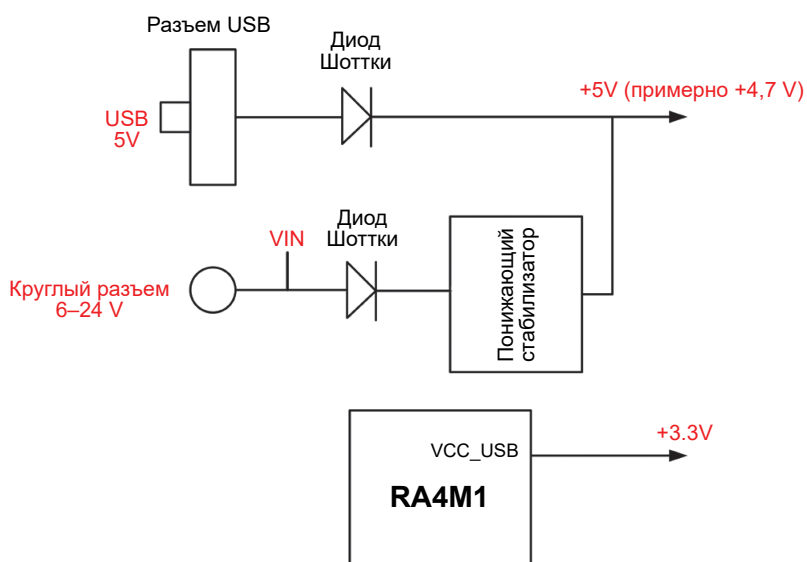 Разъем USB
Диод
Шоттки
+5V (примерно +4,7 V)
USB
5V
Диод
Шоттки
VIN
Круглый разъем
6–24 V
Понижающий
стабилизатор
VCC_USB
+3.3V
RA4M1